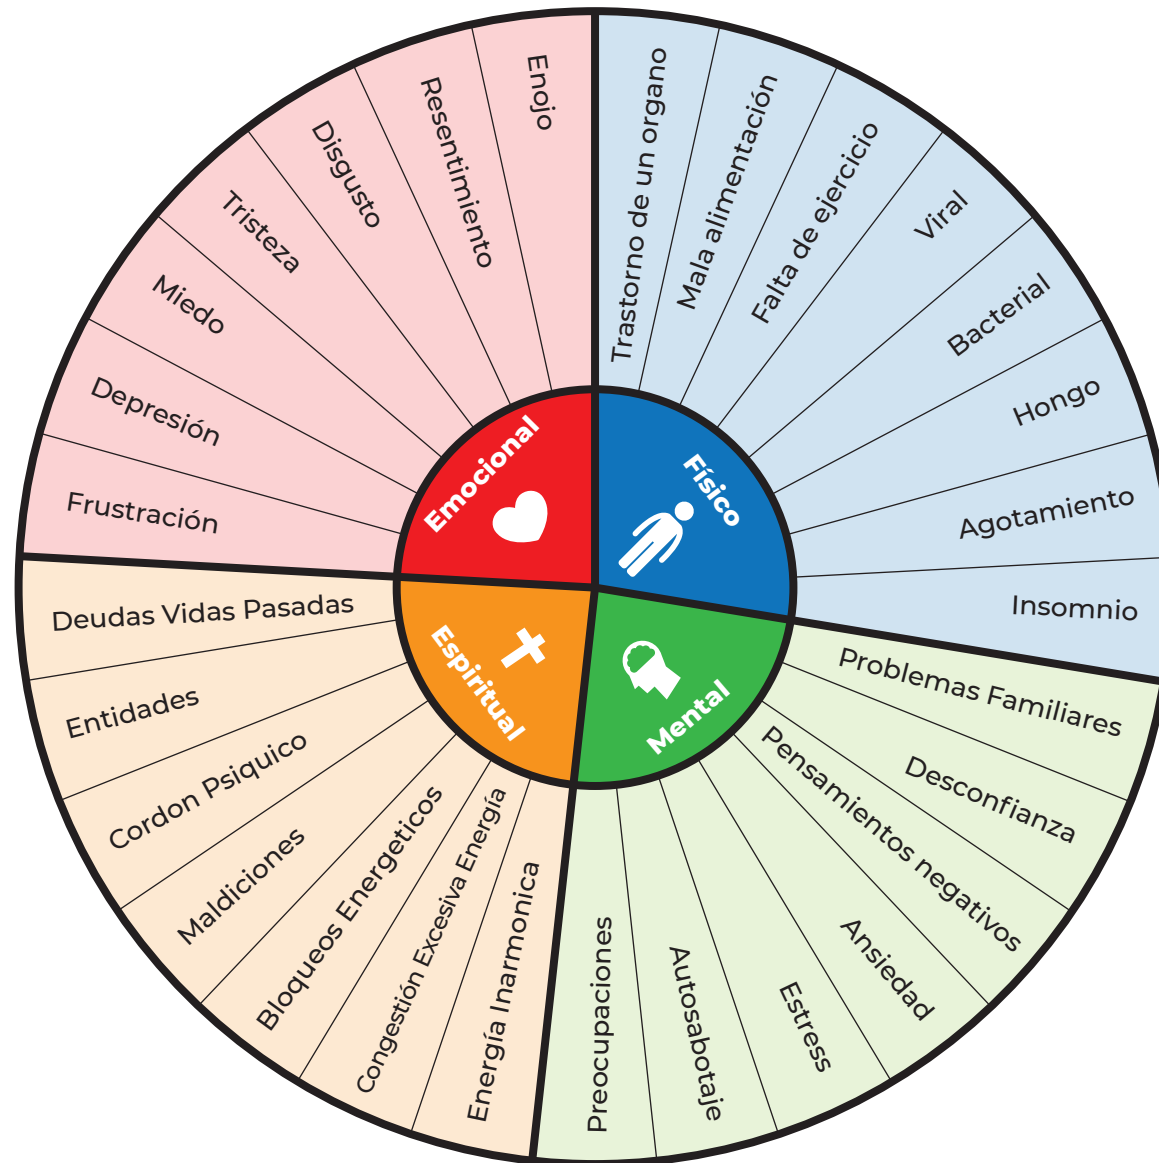 Físico
Trastorno de un organo
Mala alimentación
Falta de ejercicio
Viral
Bacterial
Hongo
Agotamiento
Insomnio
Mental
Problemas Familiares
Desconfianza
Pensamientos negativos
Ansiedad
Estress
Autosabotaje
Preocupaciones
Espiritual
Energía Inarmonica
Congestión Excesiva Energía
Bloqueos Energeticos
Maldiciones
Cordon Psiquico
Entidades
Deudas Vidas Pasadas
Emocional
Frustración
Depresión
Miedo
Tristeza
Disgusto
Resentimiento
Enojo